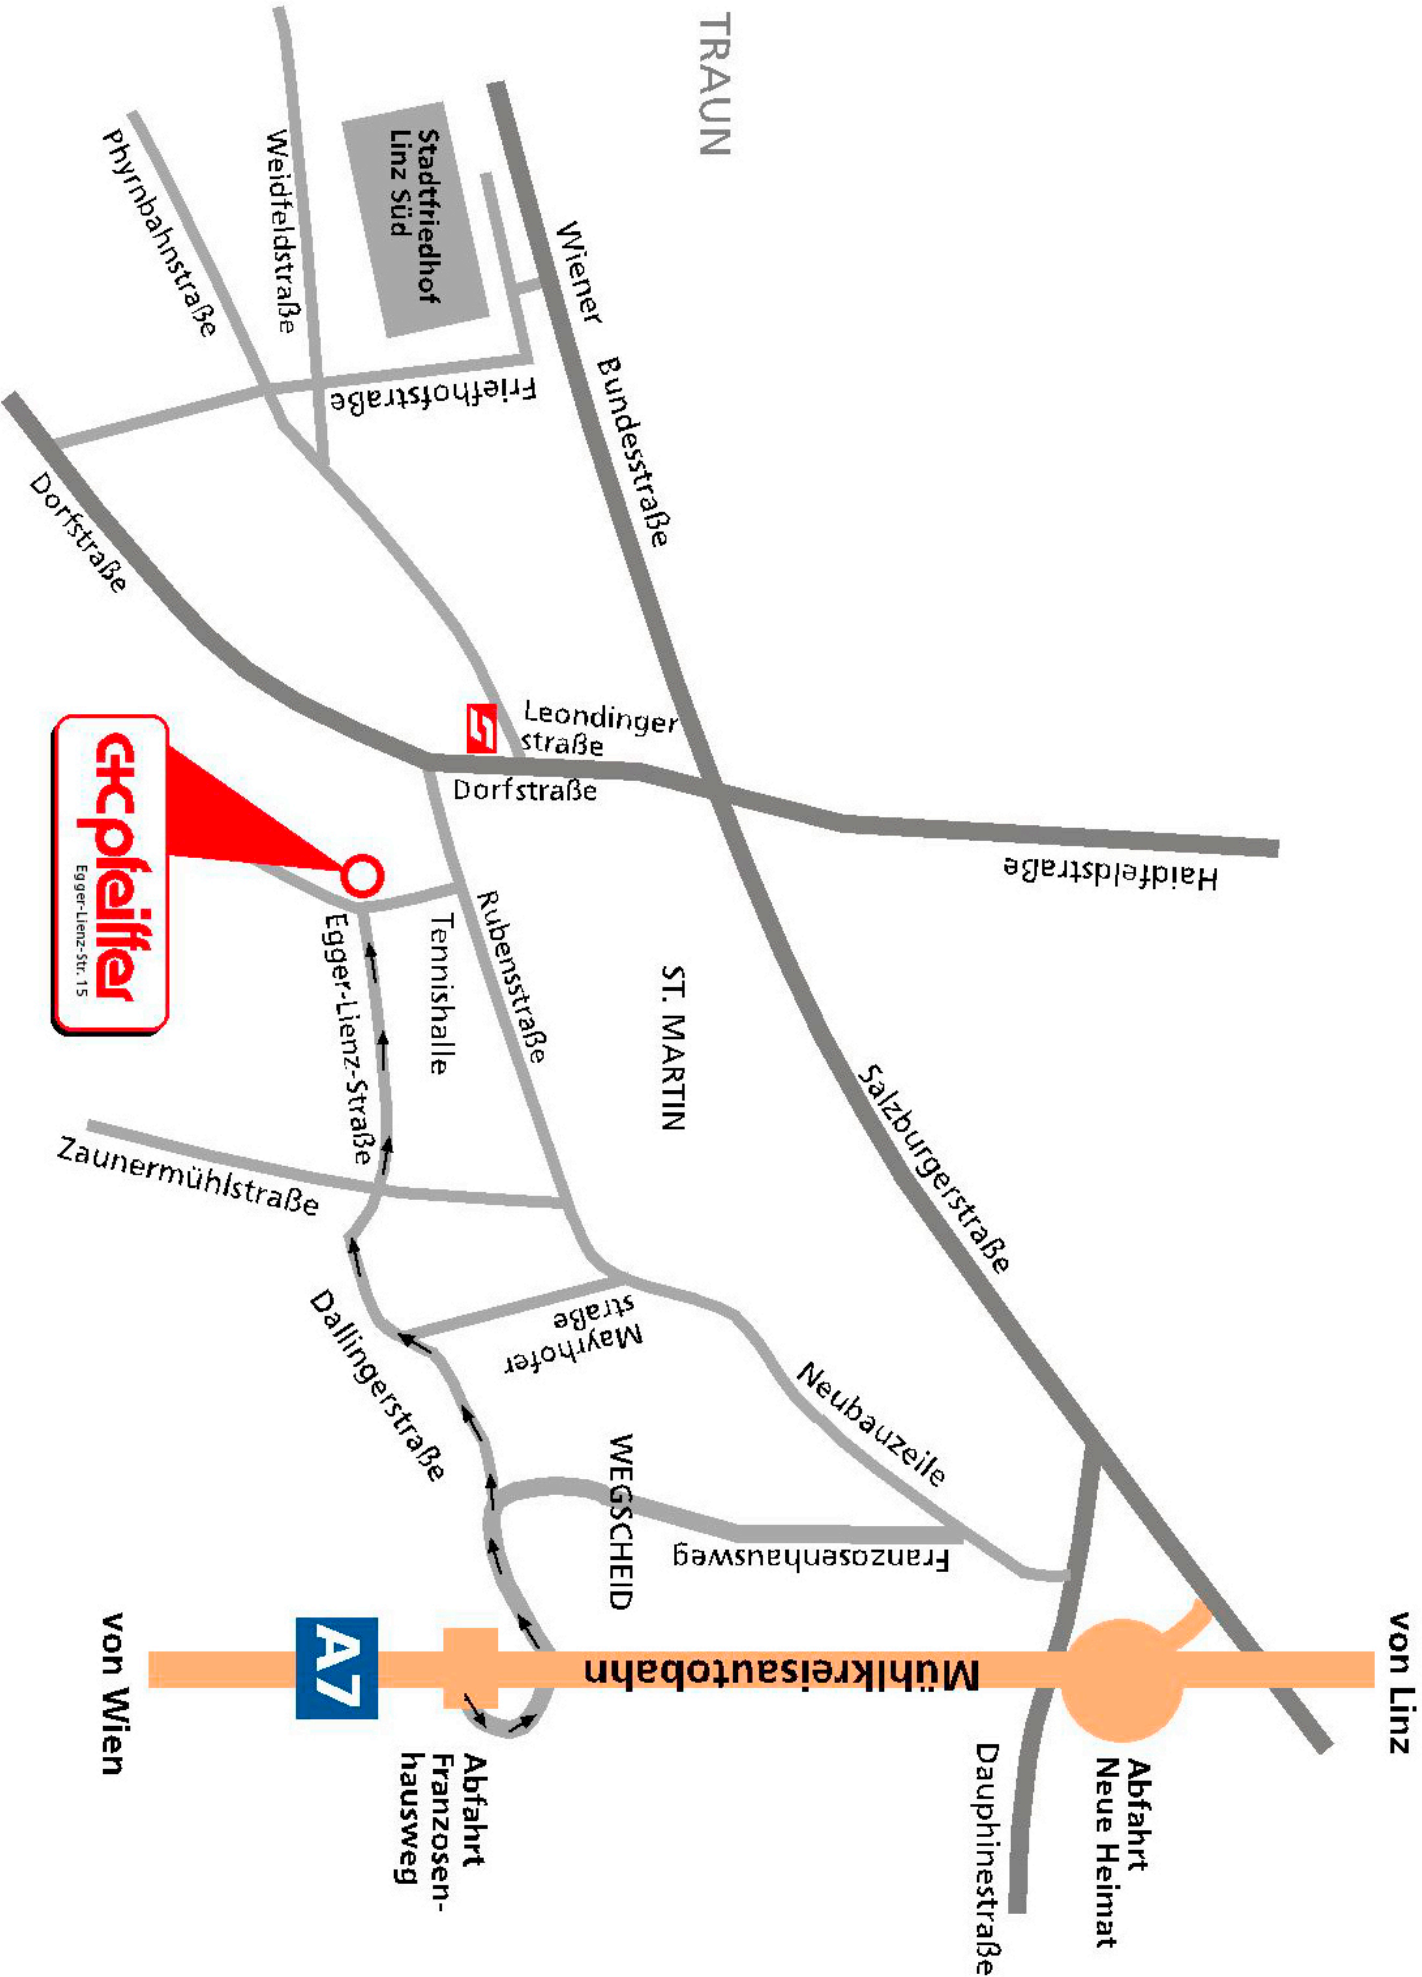 TRAUN
von Linz
Wiener Bundesstraße
Stadtfriedhof
Linz Süd
Weidfeldstraße
Phyrnbahnstraße
Friefhofstraße
Dorfstraße
Leondinger
straße
Dorfstraße
Haidfeldstraße
Salzburgerstraße
ST. MARTIN
Rubensstraße
Tennishalle
Egger-Lienz-Straße
C+C pfeiffer
Egger-Lienz-Str. 15
Zaunermühlstraße
Mayrhofer
straße
Dallingerstraße
Neubauzeile
WEGSCHEID
Franzosenhausweg
Mühlkreisautobahn
A7
von Wien
Abfahrt
Neue Heimat
Dauphinestraße
Abfahrt
Franzosen-
hausweg